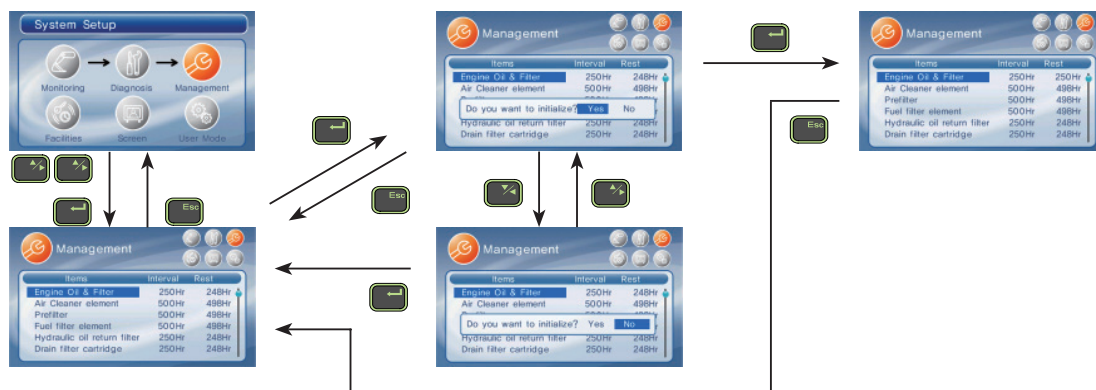 System Setup
Monitoring Diagnosis Management
Facilities Screen User Mode
Esc
Management
Items Interval Rest
Engine Oil & Filter 250Hr 248Hr
Air Cleaner element 500Hr 498Hr
Prefilter 500Hr 498Hr
Fuel filter element 500Hr 498Hr
Hydraulic oil return filter 250Hr 248Hr
Drain filter cartridge 250Hr 248Hr
Esc
Management
Items Interval Rest
Engine Oil & Filter 250Hr 248Hr
Air Cleaner element 500Hr 498Hr
Do you want to initialize? Yes No
Hydraulic oil return filter 250Hr 248Hr
Drain filter cartridge 250Hr 248Hr
Management
Items Interval Rest
Engine Oil & Filter 250Hr 248Hr
Air Cleaner element 500Hr 498Hr
Do you want to initialize? Yes No
Hydraulic oil return filter 250Hr 248Hr
Drain filter cartridge 250Hr 248Hr
Esc
Management
Items Interval Rest
Engine Oil & Filter 250Hr 250Hr
Air Cleaner element 500Hr 498Hr
Prefilter 500Hr 498Hr
Fuel filter element 500Hr 498Hr
Hydraulic oil return filter 250Hr 248Hr
Drain filter cartridge 250Hr 248Hr